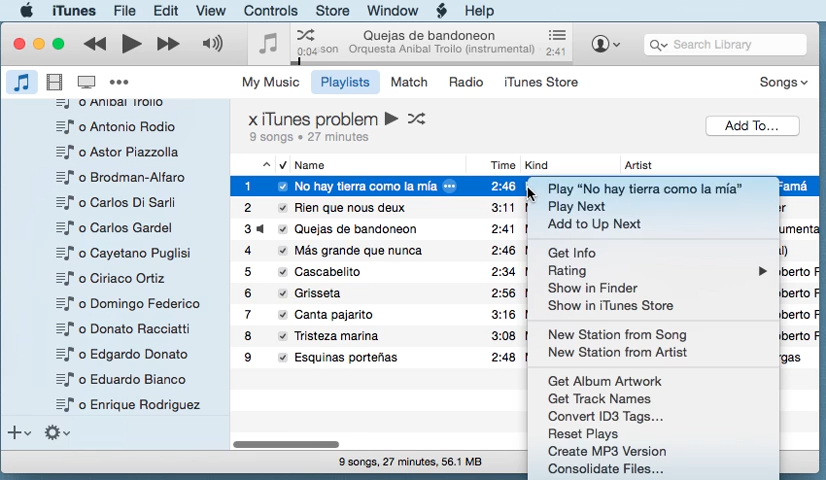 iTunes File Edit View Controls Store Window Help
Quejas de bandoneon
0:04 son Orquesta Anibal Troilo (instrumental) 2:41
Search Library
My Music Playlists Match Radio iTunes Store Songs
x iTunes problem
9 songs • 27 minutes
Add To...
o Anibal Troilo
o Antonio Rodio
o Astor Piazzolla
o Brodman-Alfaro
o Carlos Di Sarli
o Carlos Gardel
o Cayetano Puglisi
o Ciriaco Ortiz
o Domingo Federico
o Donato Racciatti
o Edgardo Donato
o Eduardo Bianco
o Enrique Rodriguez
Name Time Kind Artist
1 No hay tierra como la mía 2:46 Famá
2 Rien que nous deux 3:11 er
3 Quejas de bandoneon 2:41 umenta
4 Más grande que nunca 2:46 al)
5 Cascabelito 2:34 oberto F
6 Grisseta 2:56 oberto F
7 Canta pajarito 3:16 oberto F
8 Tristeza marina 3:08 oberto F
9 Esquinas porteñas 2:48 rgas
Play “No hay tierra como la mía”
Play Next
Add to Up Next
Get Info
Rating
Show in Finder
Show in iTunes Store
New Station from Song
New Station from Artist
Get Album Artwork
Get Track Names
Convert ID3 Tags...
Reset Plays
Create MP3 Version
Consolidate Files...
9 songs, 27 minutes, 56.1 MB